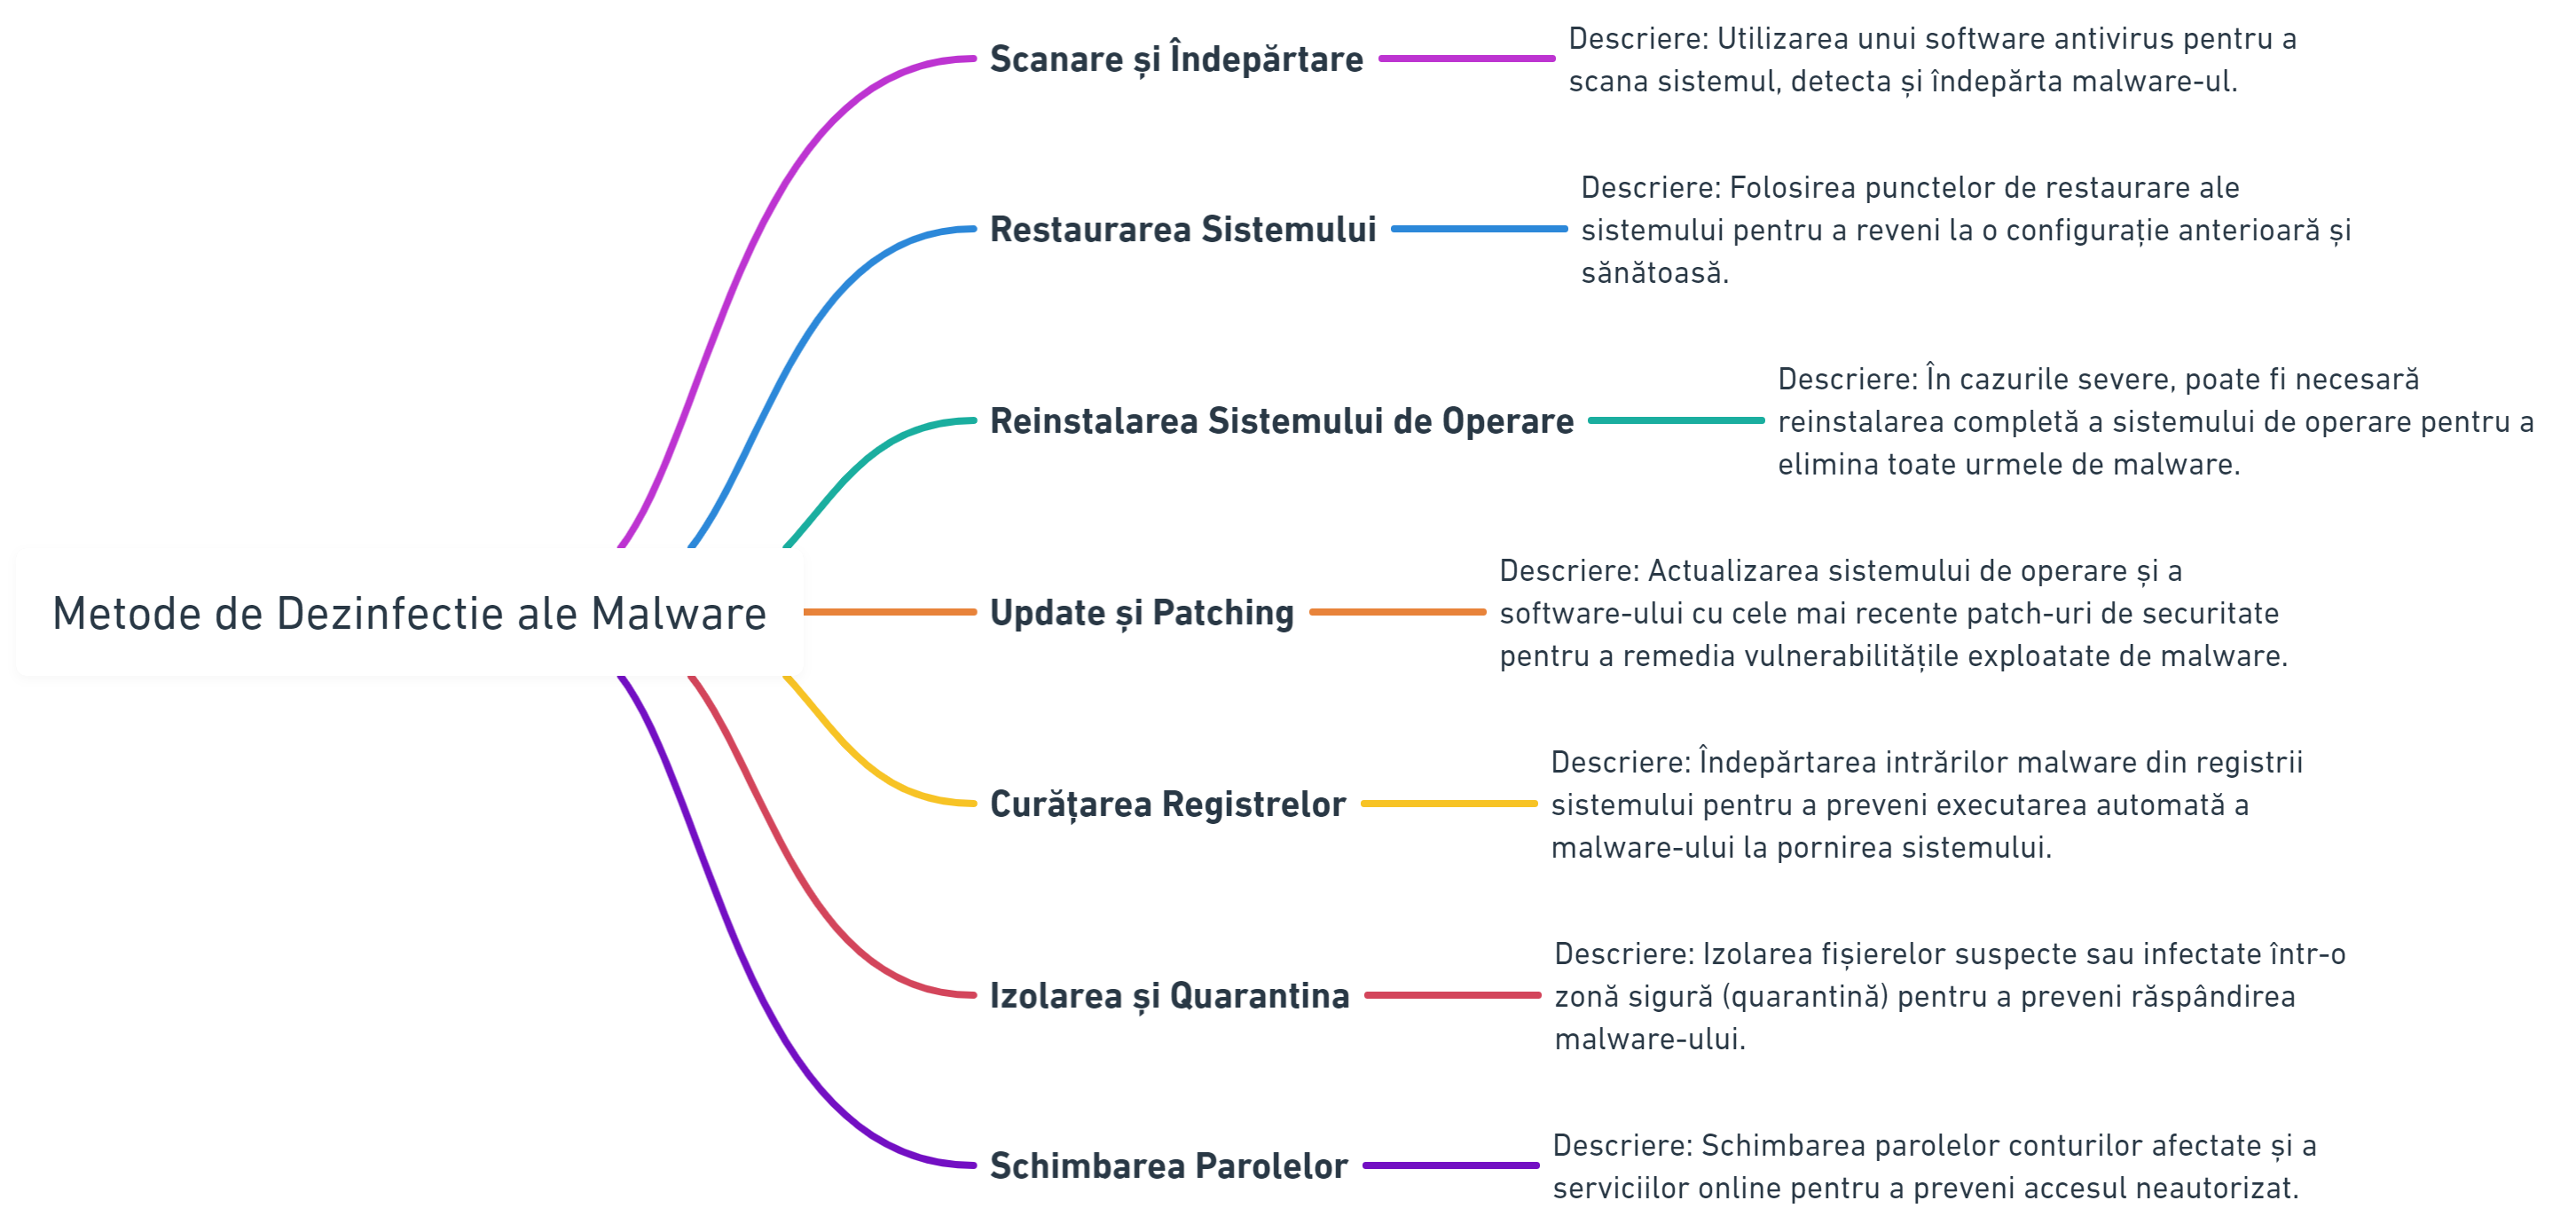 Metode de Dezinfectie ale Malware
Scanare și Îndepărtare
Descriere: Utilizarea unui software antivirus pentru a
scana sistemul, detecta și îndepărta malware-ul.
Restaurarea Sistemului
Descriere: Folosirea punctelor de restaurare ale
sistemului pentru a reveni la o configurație anterioară și
sănătoasă.
Reinstalarea Sistemului de Operare
Descriere: În cazurile severe, poate fi necesară
reinstalarea completă a sistemului de operare pentru a
elimina toate urmele de malware.
Update și Patching
Descriere: Actualizarea sistemului de operare și a
software-ului cu cele mai recente patch-uri de securitate
pentru a remedia vulnerabilitățile exploatate de malware.
Curățarea Registrelor
Descriere: Îndepărtarea intrărilor malware din registrii
sistemului pentru a preveni executarea automată a
malware-ului la pornirea sistemului.
Izolarea și Quarantina
Descriere: Izolarea fișierelor suspecte sau infectate într-o
zonă sigură (quarantină) pentru a preveni răspândirea
malware-ului.
Schimbarea Parolelor
Descriere: Schimbarea parolelor conturilor afectate și a
serviciilor online pentru a preveni accesul neautorizat.